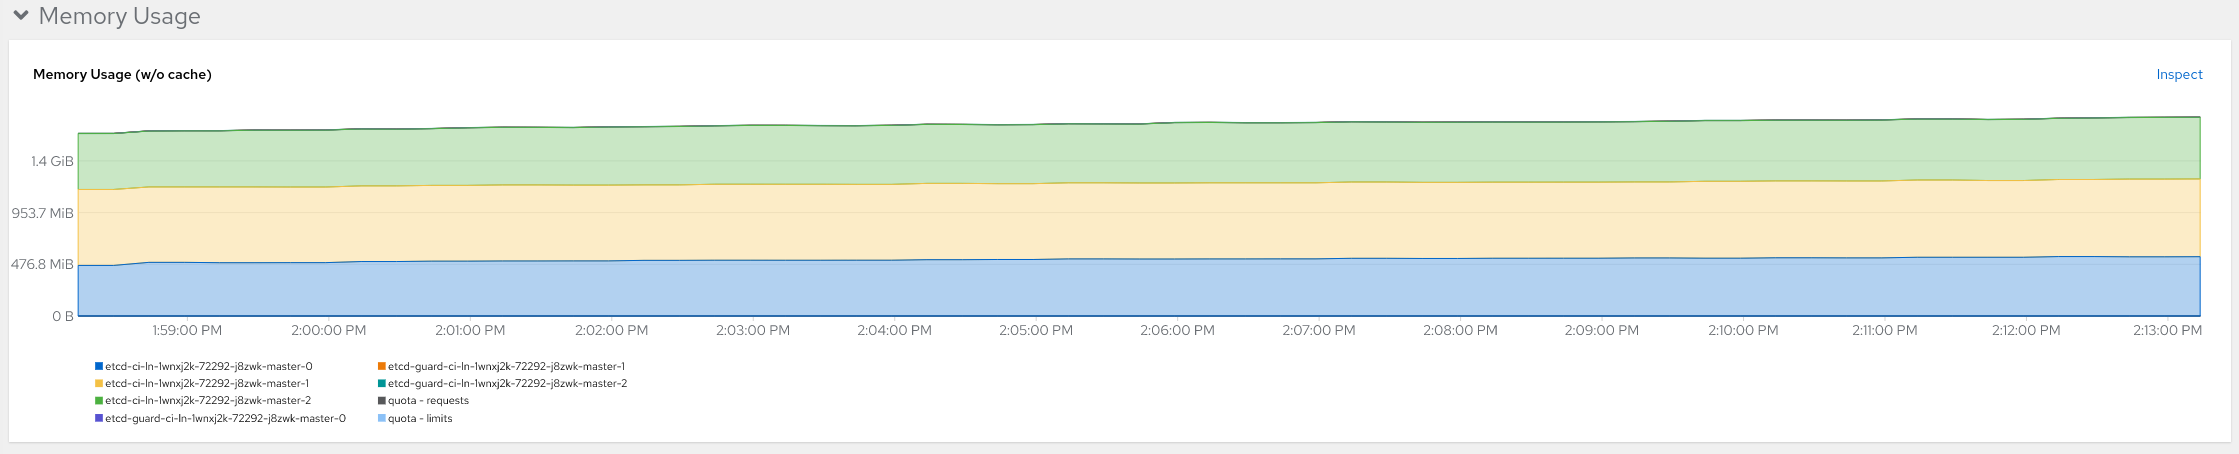 Memory Usage
Memory Usage (w/o cache)
Inspect
1.4 GiB
953.7 MiB
476.8 MiB
0 B
1:59:00 PM 2:00:00 PM 2:01:00 PM 2:02:00 PM 2:03:00 PM 2:04:00 PM 2:05:00 PM 2:06:00 PM 2:07:00 PM 2:08:00 PM 2:09:00 PM 2:10:00 PM 2:11:00 PM 2:12:00 PM 2:13:00 PM
etcd-ci-ln-1wnxj2k-72292-j8zwk-master-0
etcd-ci-ln-1wnxj2k-72292-j8zwk-master-1
etcd-ci-ln-1wnxj2k-72292-j8zwk-master-2
etcd-guard-ci-ln-1wnxj2k-72292-j8zwk-master-0
etcd-guard-ci-ln-1wnxj2k-72292-j8zwk-master-1
etcd-guard-ci-ln-1wnxj2k-72292-j8zwk-master-2
quota - requests
quota - limits